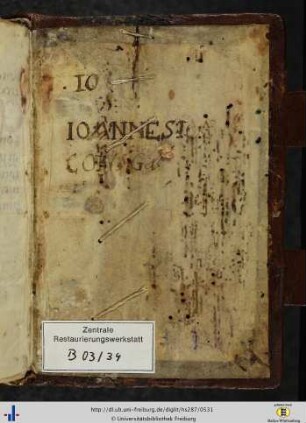 IO
IOANNES
Zentrale
Restaurierungswerkstatt
B 03/34
http://dl.ub.uni-freiburg.de/diglit/hs287/0531
© Universitätsbibliothek Freiburg